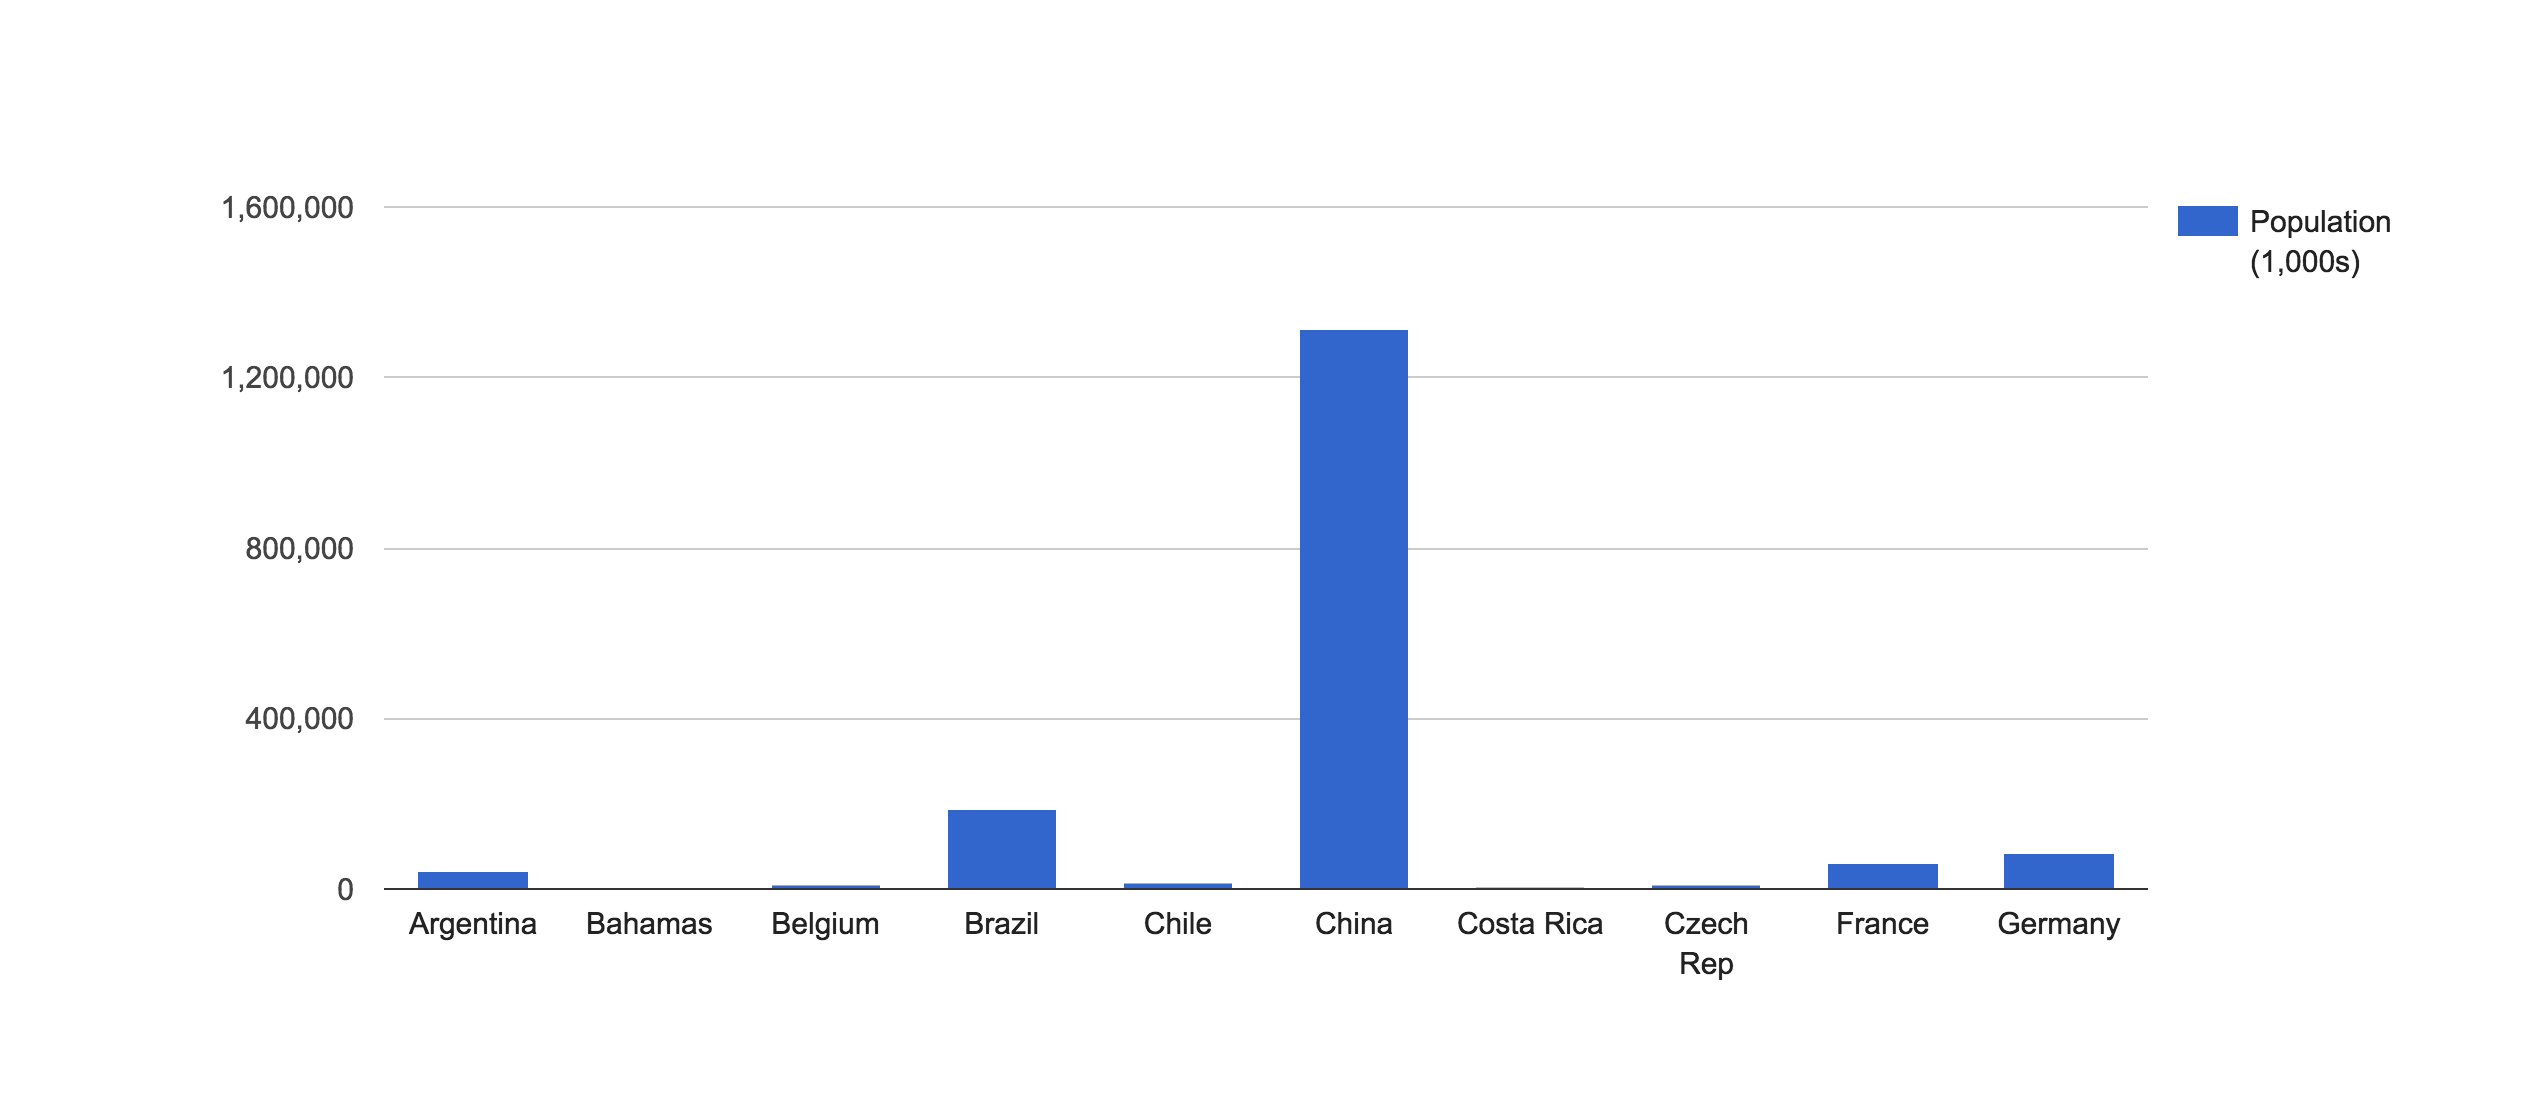 1,600,000
1,200,000
800,000
400,000
0
Argentina
Bahamas
Belgium
Brazil
Chile
China
Costa Rica
Czech
Rep
France
Germany
Population
(1,000s)